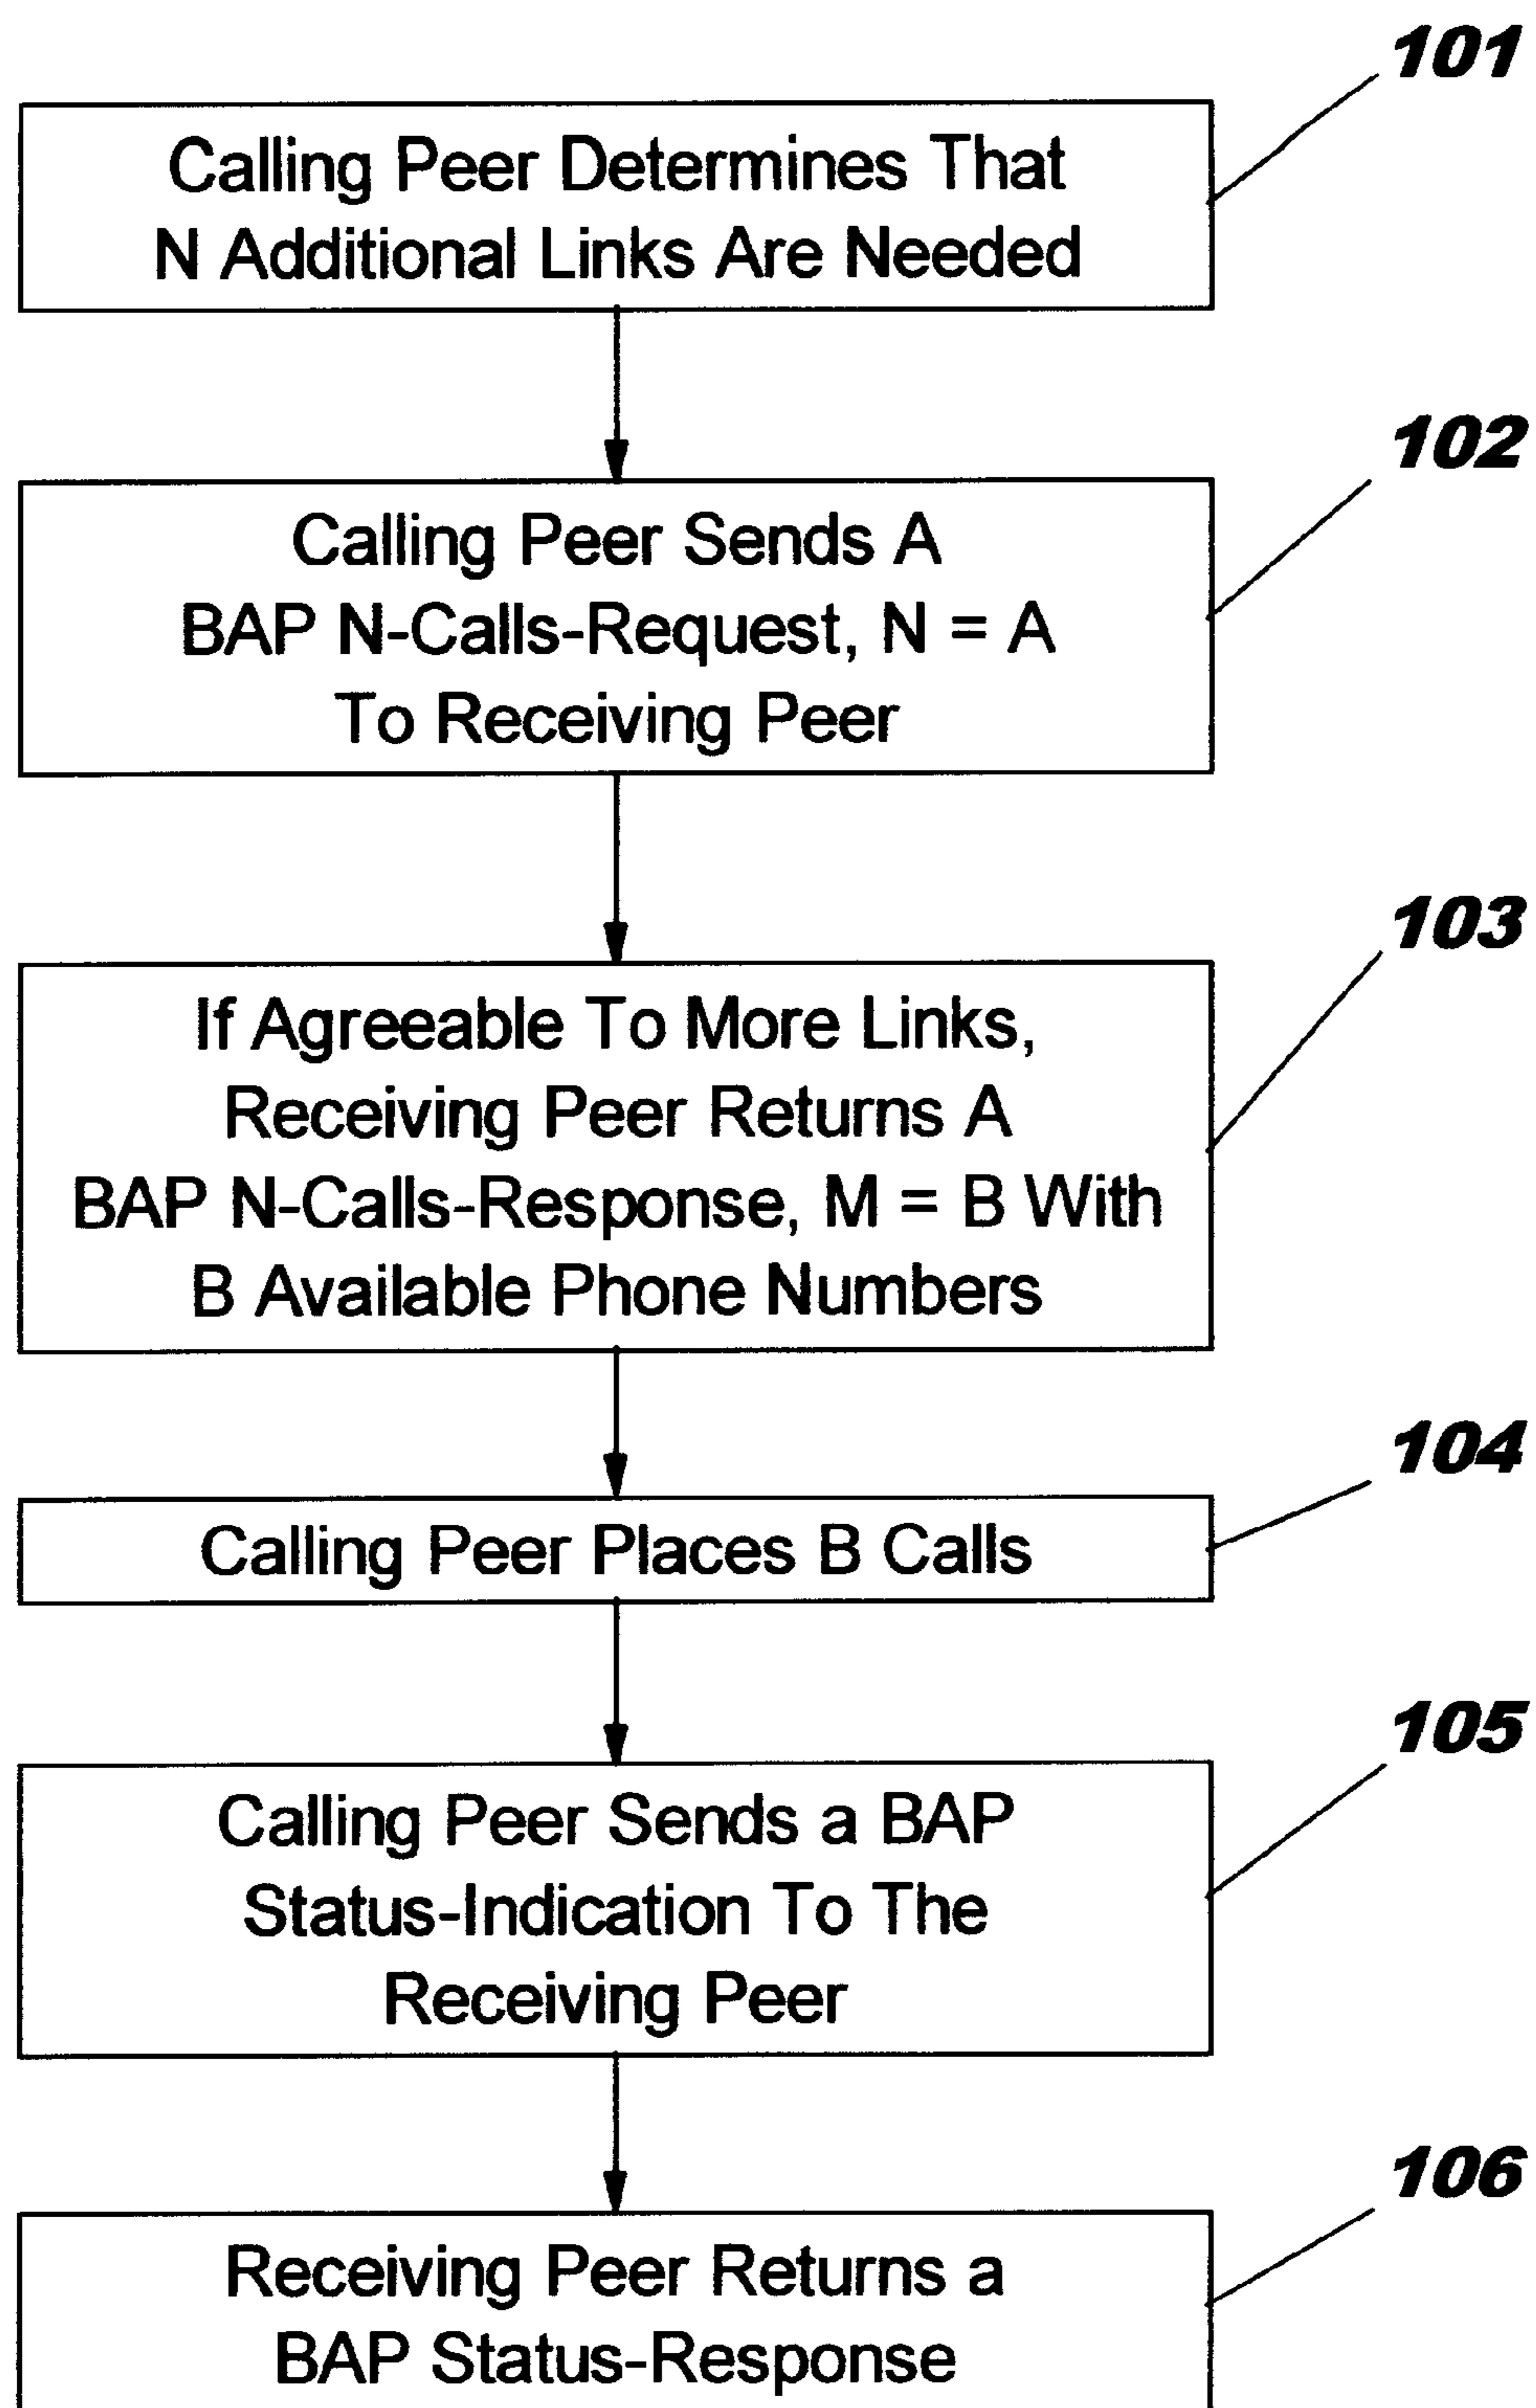 101
Calling Peer Determines That
N Additional Links Are Needed
102
Calling Peer Sends A
BAP N-Calls-Request, N = A
To Receiving Peer
103
If Agreeable To More Links,
Receiving Peer Returns A
BAP N-Calls-Response, M = B With
B Available Phone Numbers
104
Calling Peer Places B Calls
105
Calling Peer Sends a BAP
Status-Indication To The
Receiving Peer
106
Receiving Peer Returns a
BAP Status-Response